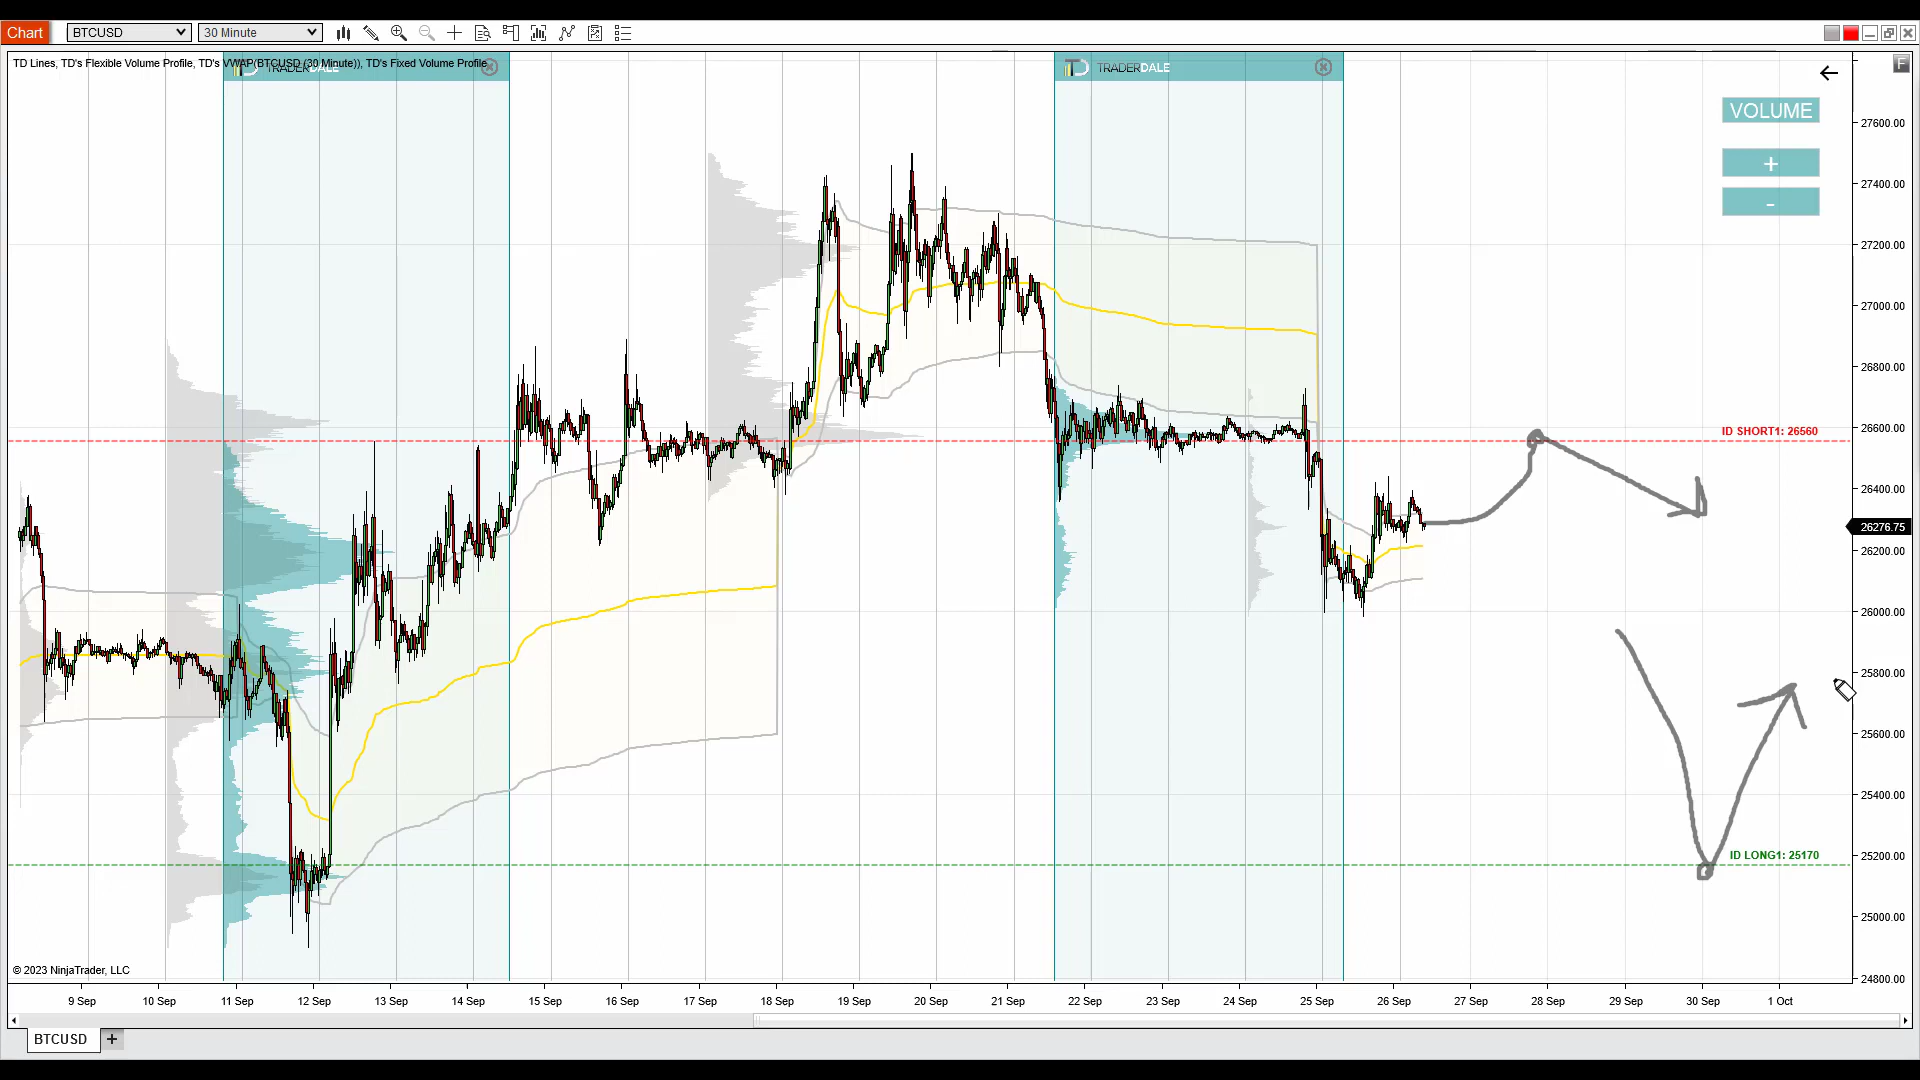 Chart BTCUSD 30 Minute
TD Lines, TD's Flexible Volume Profile, TD's VWAP(BTCUSD (30 Minute)), TD's Fixed Volume Profile
TRADERDALE
TRADERDALE
F
VOLUME
+
-
27600.00
27400.00
27200.00
27000.00
26800.00
26600.00
ID SHORT1: 26560
26400.00
26276.75
26200.00
26000.00
25800.00
25600.00
25400.00
25200.00
ID LONG1: 25170
25000.00
24800.00
© 2023 NinjaTrader, LLC
9 Sep 10 Sep 11 Sep 12 Sep 13 Sep 14 Sep 15 Sep 16 Sep 17 Sep 18 Sep 19 Sep 20 Sep 21 Sep 22 Sep 23 Sep 24 Sep 25 Sep 26 Sep 27 Sep 28 Sep 29 Sep 30 Sep 1 Oct
BTCUSD +